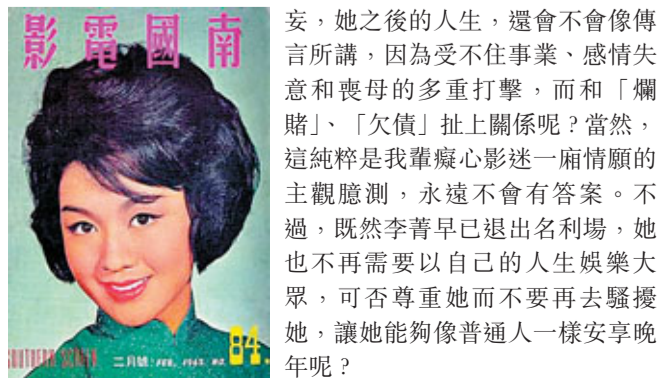 南國電影
SOUTHERN SCREEN
二月號. FEB., 1965. NO. 84.
妄，她之後的人生，還會不會像傳
言所講，因為受不住事業、感情失
意和喪母的多重打擊，而和「爛
賭」、「欠債」扯上關係呢？當然，
這純粹是我輩癡心影迷一廂情願的
主觀臆測，永遠不會有答案。不
過，既然李菁早已退出名利場，她
也不再需要以自己的人生娛樂大
眾，可否尊重她而不要再去騷擾
她，讓她能夠像普通人一樣安享晚
年呢？